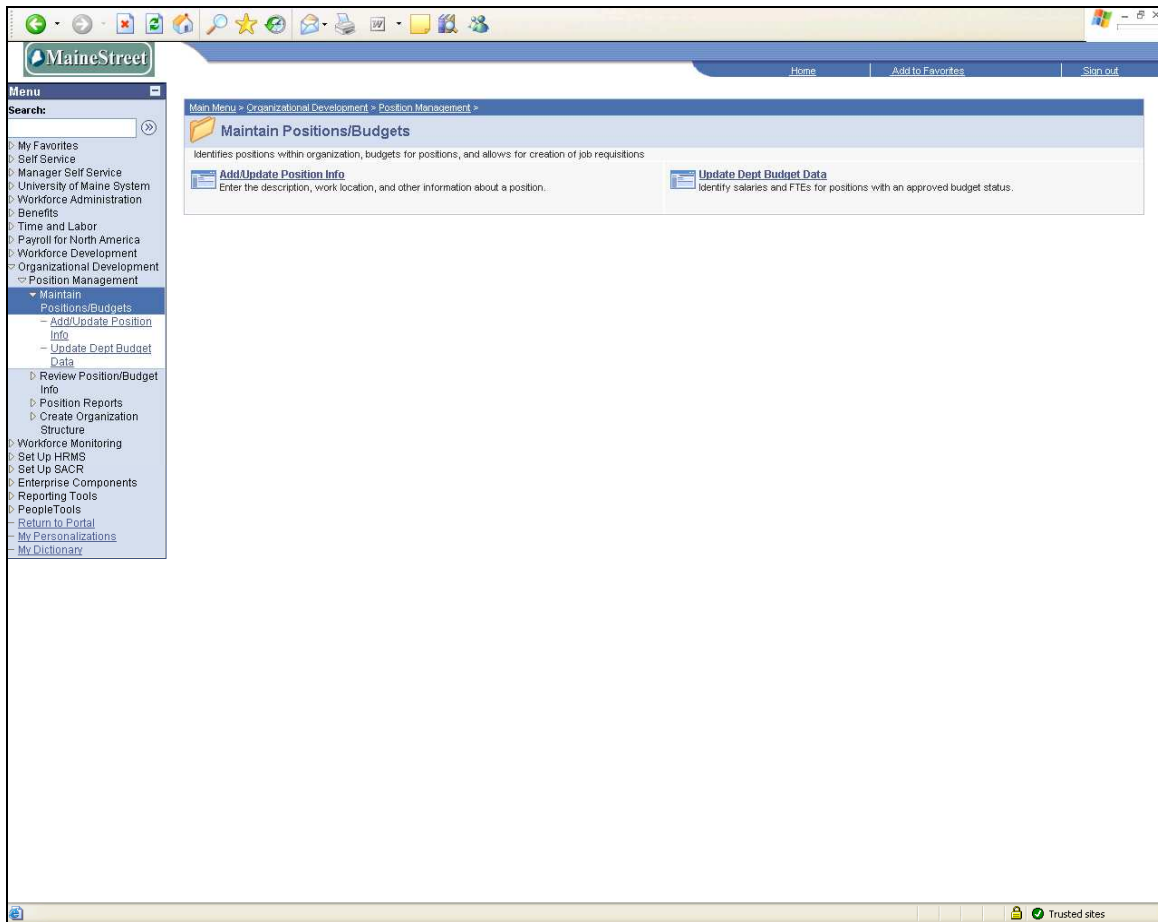 MaineStreet
Home
Add to Favorites
Sign out
Menu
Search:
My Favorites
Self Service
Manager Self Service
University of Maine System
Workforce Administration
Benefits
Time and Labor
Payroll for North America
Workforce Development
Organizational Development
Position Management
Maintain
Positions/Budgets
– Add/Update Position
Info
– Update Dept Budget
Data
Review Position/Budget
Info
Position Reports
Create Organization
Structure
Workforce Monitoring
Set Up HRMS
Set Up SACR
Enterprise Components
Reporting Tools
PeopleTools
– Return to Portal
– My Personalizations
– My Dictionary
Main Menu > Organizational Development > Position Management >
Maintain Positions/Budgets
Identifies positions within organization, budgets for positions, and allows for creation of job requisitions
Add/Update Position Info
Enter the description, work location, and other information about a position.
Update Dept Budget Data
Identify salaries and FTEs for positions with an approved budget status.
Trusted sites